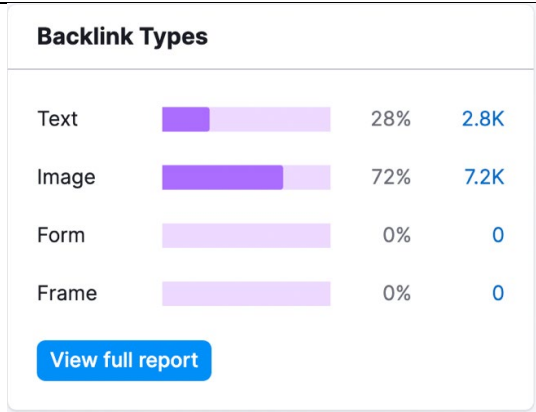 Backlink Types
Text 28% 2.8K
Image 72% 7.2K
Form 0% 0
Frame 0% 0
View full report